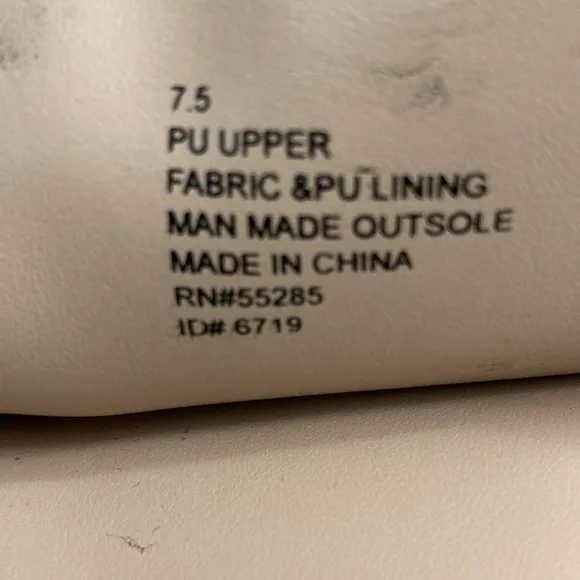 7.5
PU UPPER
FABRIC &PU LINING
MAN MADE OUTSOLE
MADE IN CHINA
RN#55285
ID# 6719